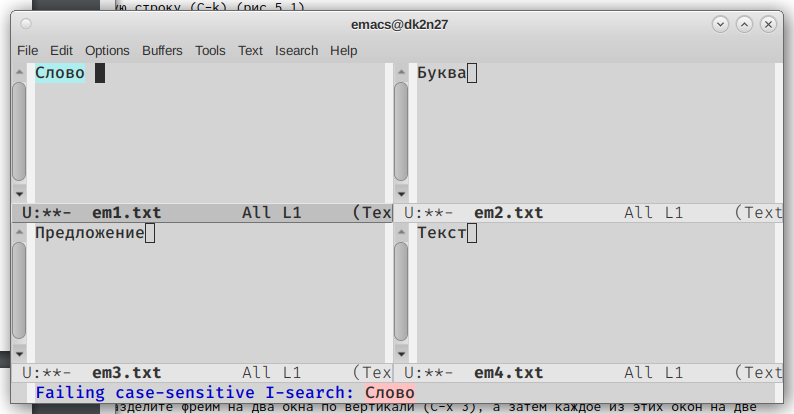 ую строку (C-k) (рис 5.1)
emacs@dk2n27
File Edit Options Buffers Tools Text Isearch Help
Слово
Буква
U:**- em1.txt All L1 (Tex
U:**- em2.txt All L1 (Text
Предложение
Текст
U:**- em3.txt All L1 (Tex
U:**- em4.txt All L1 (Text
Failing case-sensitive I-search: Слово
азделите фрейм на два окна по вертикали (C-x 3), а затем каждое из этих окон на две